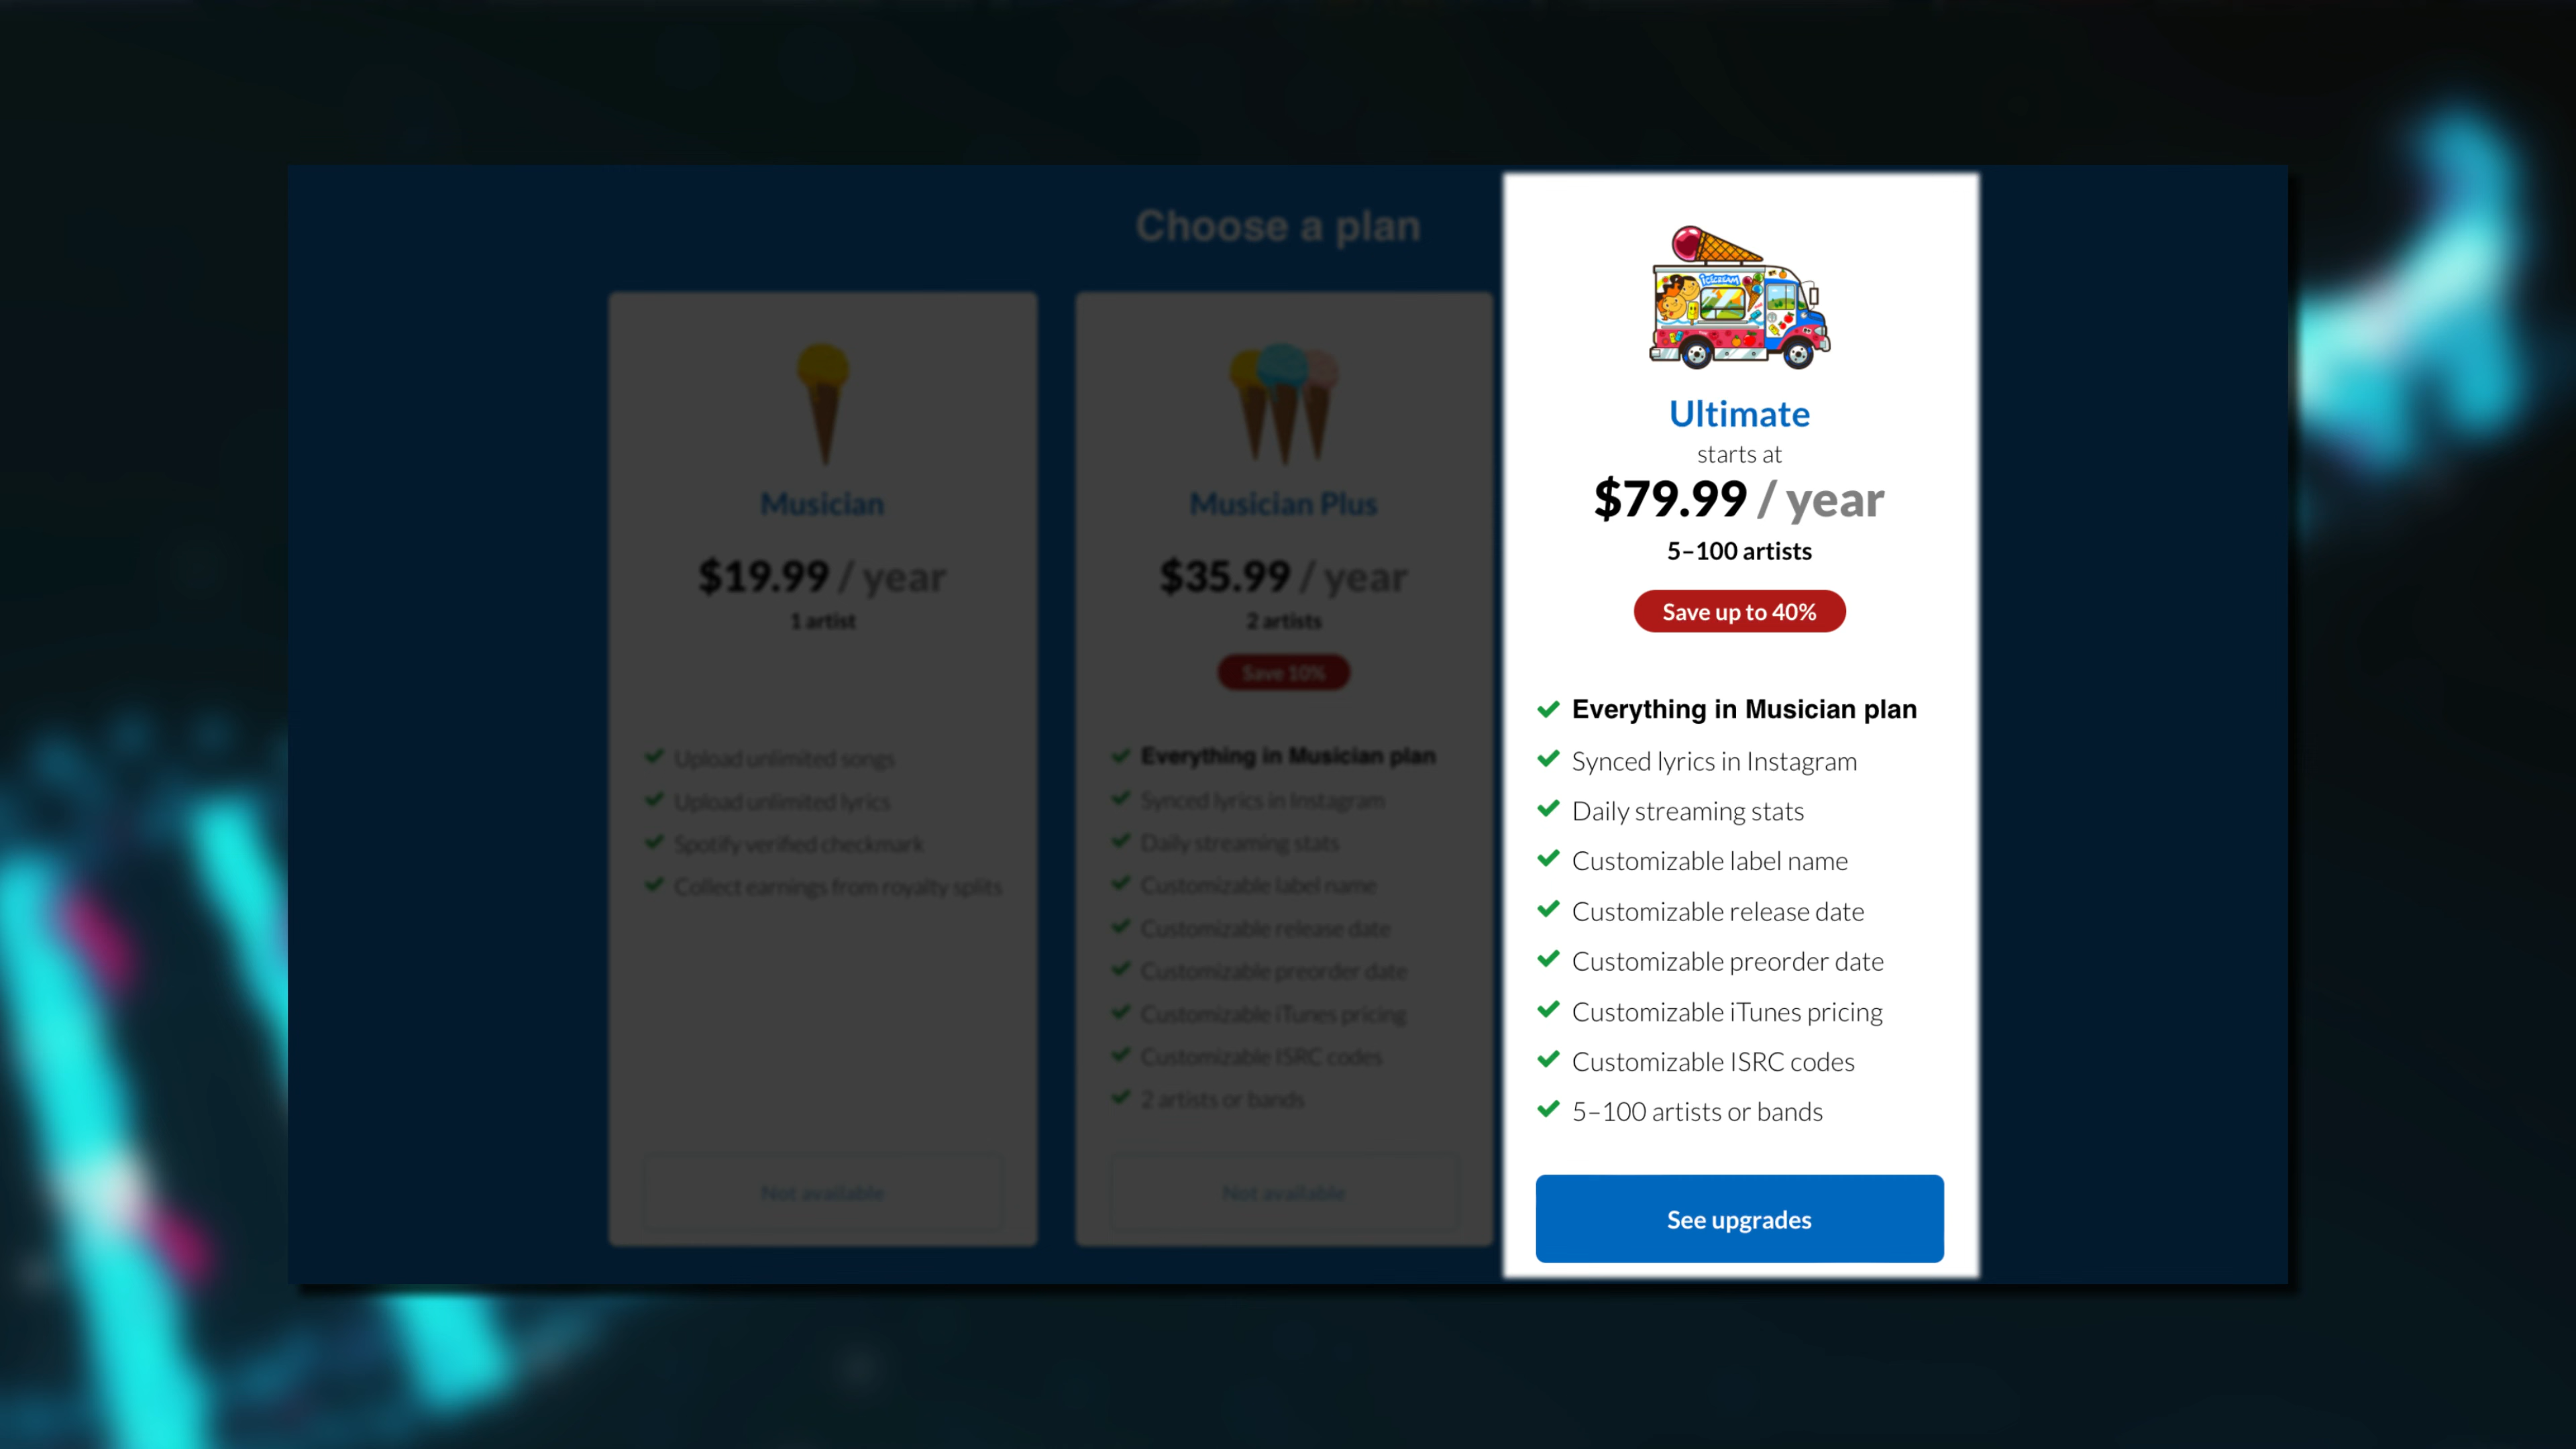 Choose a plan
Musician
$19.99 / year
1 artist
Upload unlimited songs
Upload unlimited lyrics
Spotify verified checkmark
Collect earnings from royalty splits
Not available
Musician Plus
$35.99 / year
2 artists
Save 10%
Everything in Musician plan
Synced lyrics in Instagram
Daily streaming stats
Customizable label name
Customizable release date
Customizable preorder date
Customizable iTunes pricing
Customizable ISRC codes
2 artists or bands
Not available
Ultimate
starts at
$79.99 / year
5–100 artists
Save up to 40%
Everything in Musician plan
Synced lyrics in Instagram
Daily streaming stats
Customizable label name
Customizable release date
Customizable preorder date
Customizable iTunes pricing
Customizable ISRC codes
5–100 artists or bands
See upgrades